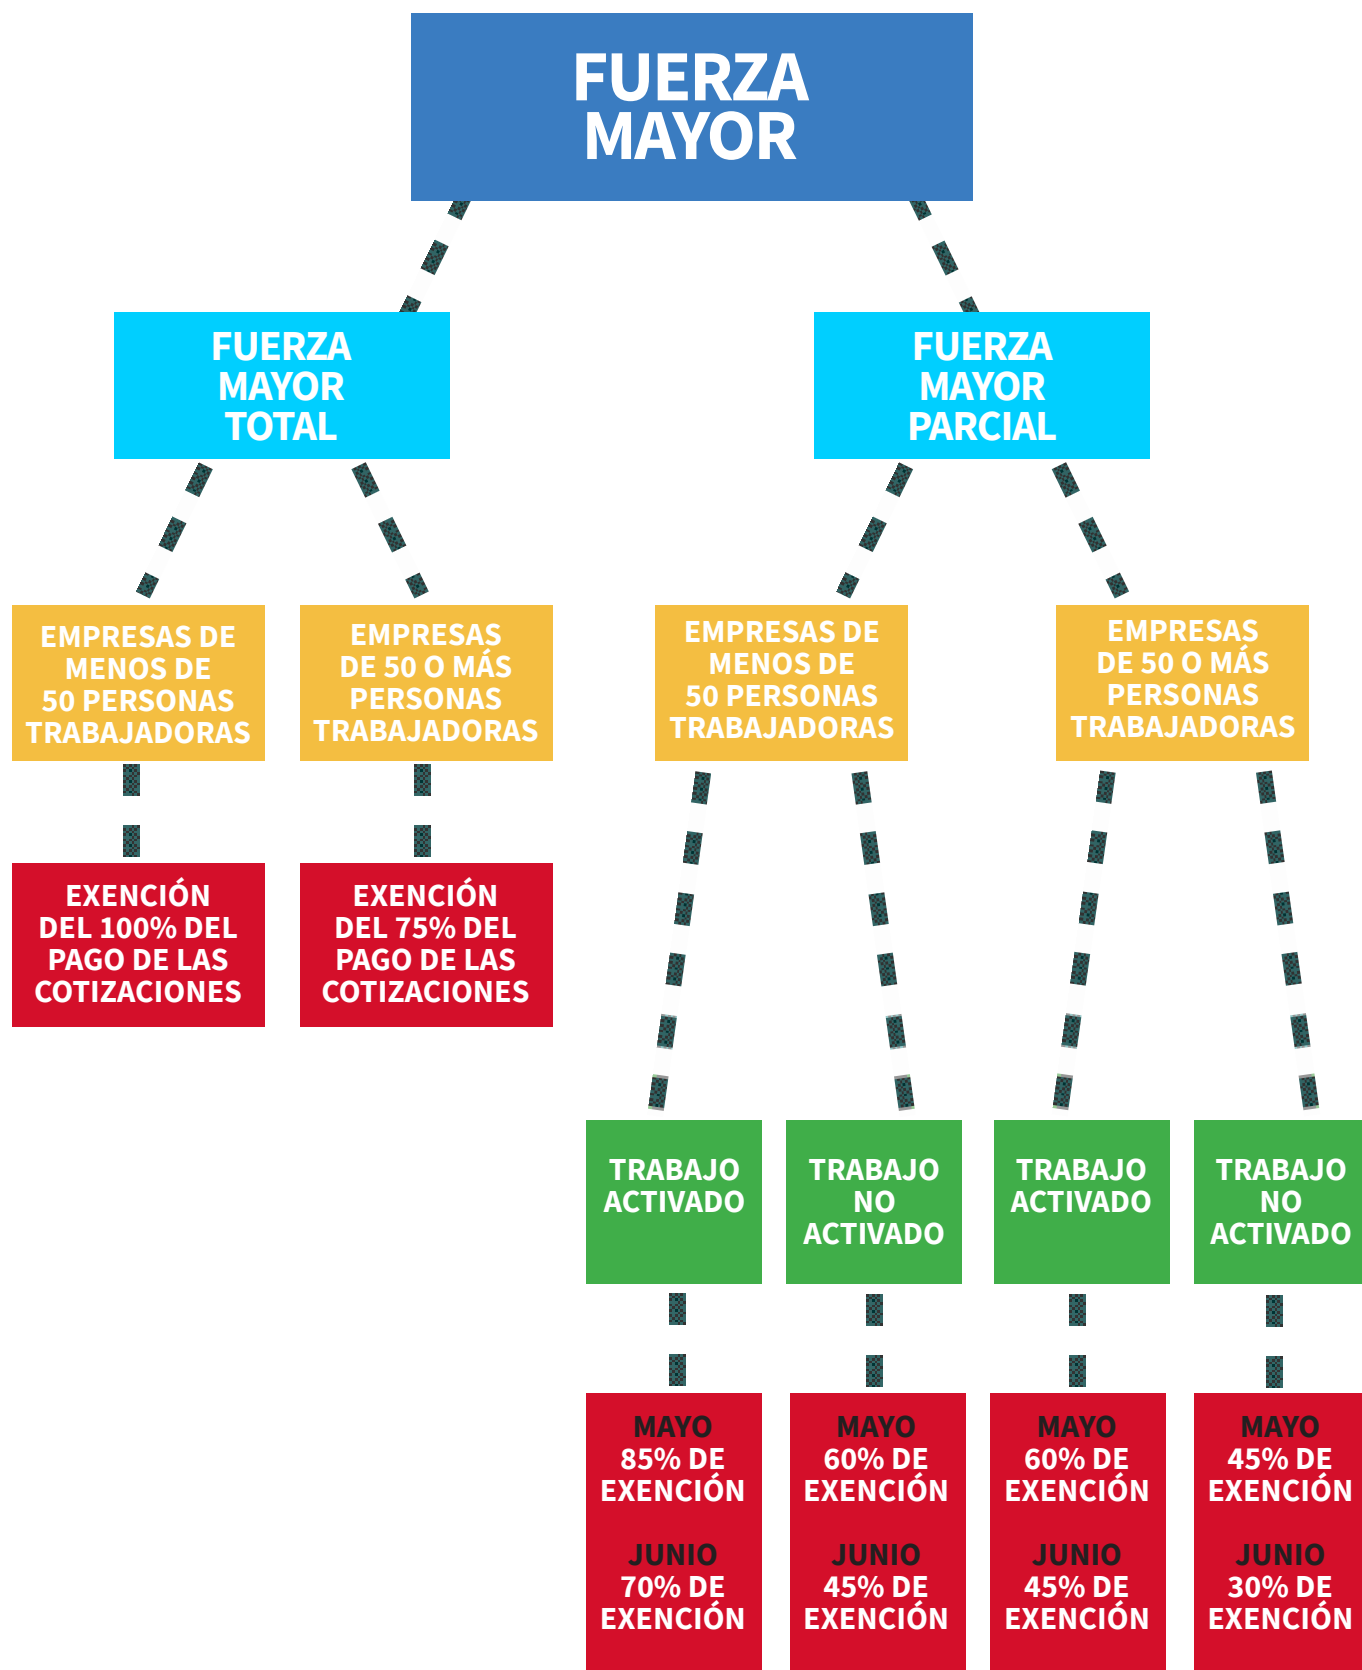 FUERZA
MAYOR
FUERZA
MAYOR
TOTAL
FUERZA
MAYOR
PARCIAL
EMPRESAS DE
MENOS DE
50 PERSONAS
TRABAJADORAS
EMPRESAS
DE 50 O MÁS
PERSONAS
TRABAJADORAS
EMPRESAS DE
MENOS DE
50 PERSONAS
TRABAJADORAS
EMPRESAS
DE 50 O MÁS
PERSONAS
TRABAJADORAS
EXENCIÓN
DEL 100% DEL
PAGO DE LAS
COTIZACIONES
EXENCIÓN
DEL 75% DEL
PAGO DE LAS
COTIZACIONES
TRABAJO
ACTIVADO
TRABAJO
NO
ACTIVADO
TRABAJO
ACTIVADO
TRABAJO
NO
ACTIVADO
MAYO
85% DE
EXENCIÓN
JUNIO
70% DE
EXENCIÓN
MAYO
60% DE
EXENCIÓN
JUNIO
45% DE
EXENCIÓN
MAYO
60% DE
EXENCIÓN
JUNIO
45% DE
EXENCIÓN
MAYO
45% DE
EXENCIÓN
JUNIO
30% DE
EXENCIÓN